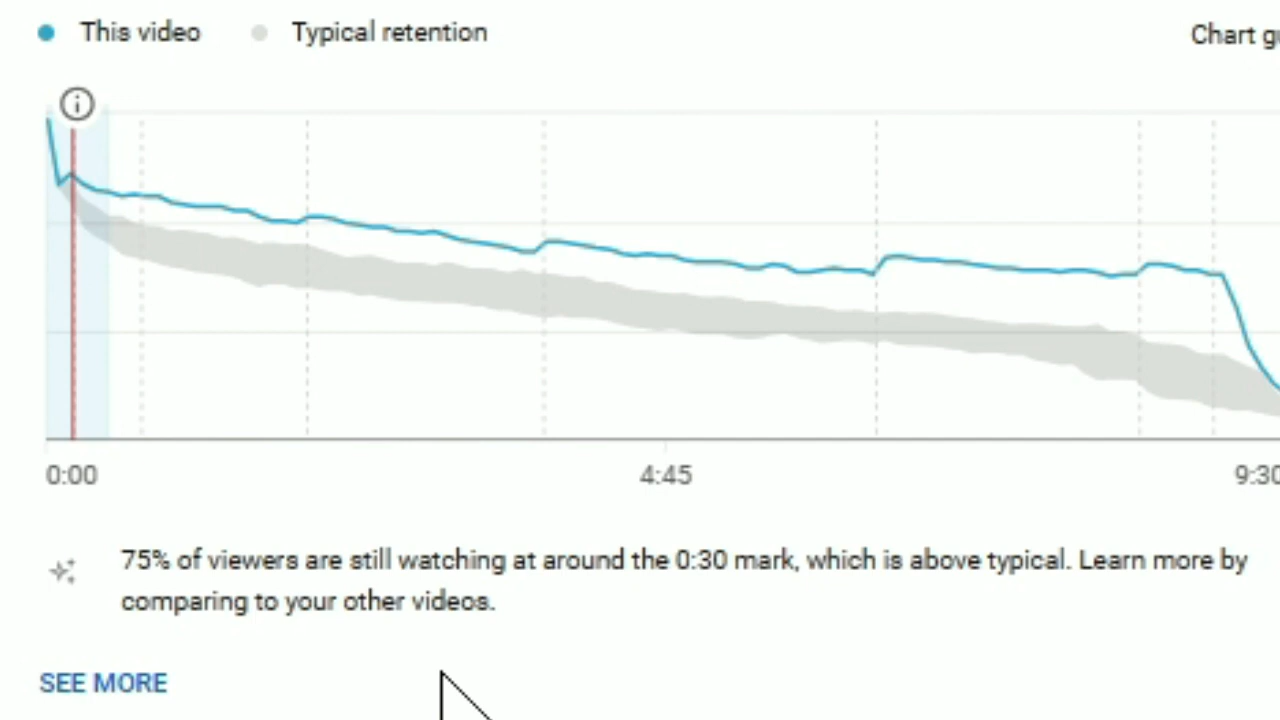 This video
Typical retention
Chart
0:00
4:45
9:30
75% of viewers are still watching at around the 0:30 mark, which is above typical. Learn more by
comparing to your other videos.
SEE MORE